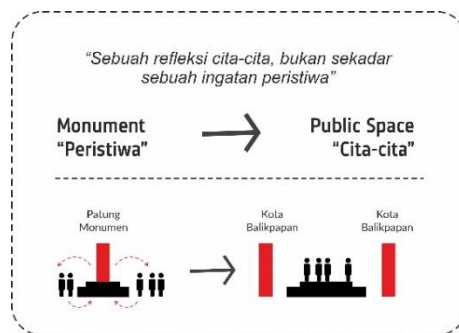 “Sebuah refleksi cita-cita, bukan sekadar
sebuah ingatan peristiwa”
Monument
“Peristiwa”
Public Space
“Cita-cita”
Patung
Monumen
Kota
Balikpapan
Kota
Balikpapan